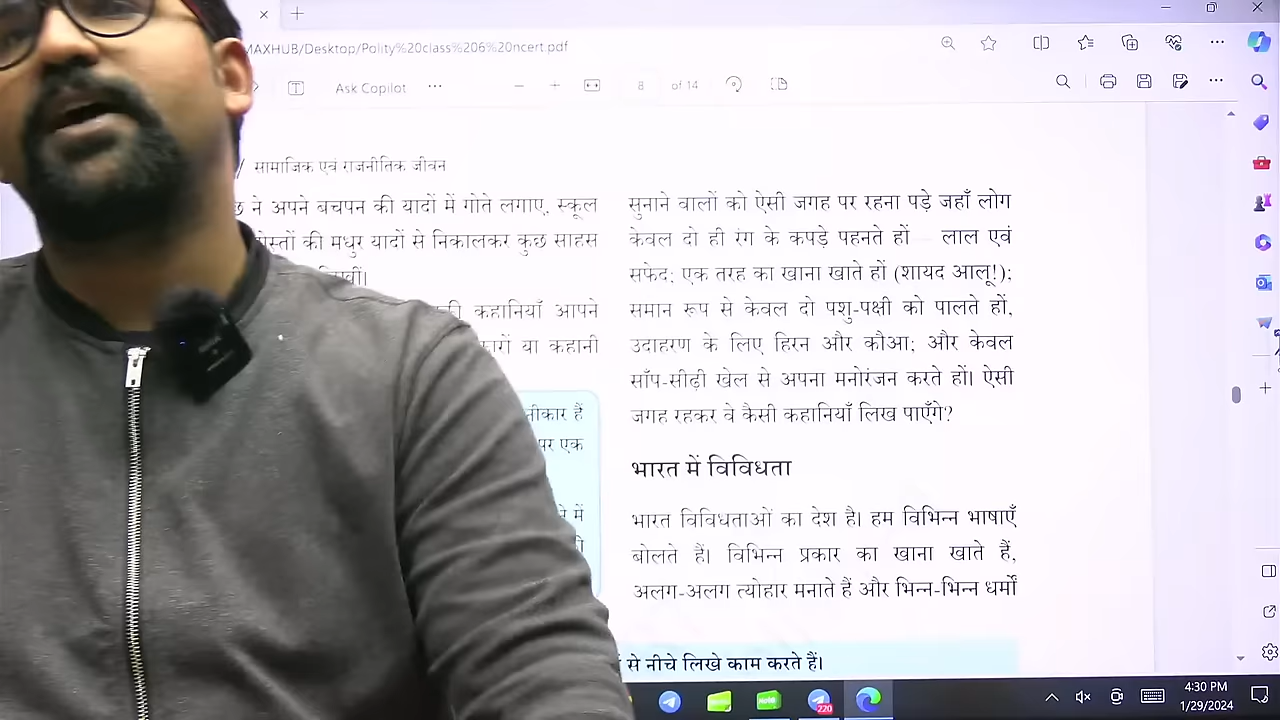 MAXHUB/Desktop/Polity%20class%206%20ncert.pdf
Ask Copilot
8 of 14
सामाजिक एवं राजनीतिक जीवन
ने अपने बचपन की यादों में गोते लगाए, स्कूल
की मधुर यादों से निकालकर कुछ साहस
कहानियाँ आपने
यों कहानी
हैं
पर एक
में
सुनाने वालों को ऐसी जगह पर रहना पड़े जहाँ लोग
केवल दो ही रंग के कपड़े पहनते हों लाल एवं
सफेद; एक तरह का खाना खाते हों (शायद आलू!);
समान रूप से केवल दो पशु-पक्षी को पालते हों,
उदाहरण के लिए हिरन और कौआ; और केवल
साँप-सीढ़ी खेल से अपना मनोरंजन करते हों। ऐसी
जगह रहकर वे कैसी कहानियाँ लिख पाएँगे?
भारत में विविधता
भारत विविधताओं का देश है। हम विभिन्न भाषाएँ
बोलते हैं। विभिन्न प्रकार का खाना खाते हैं,
अलग-अलग त्योहार मनाते हैं और भिन्न-भिन्न धर्मों
से नीचे लिखे काम करते हैं।
Note
220
4:30 PM
1/29/2024